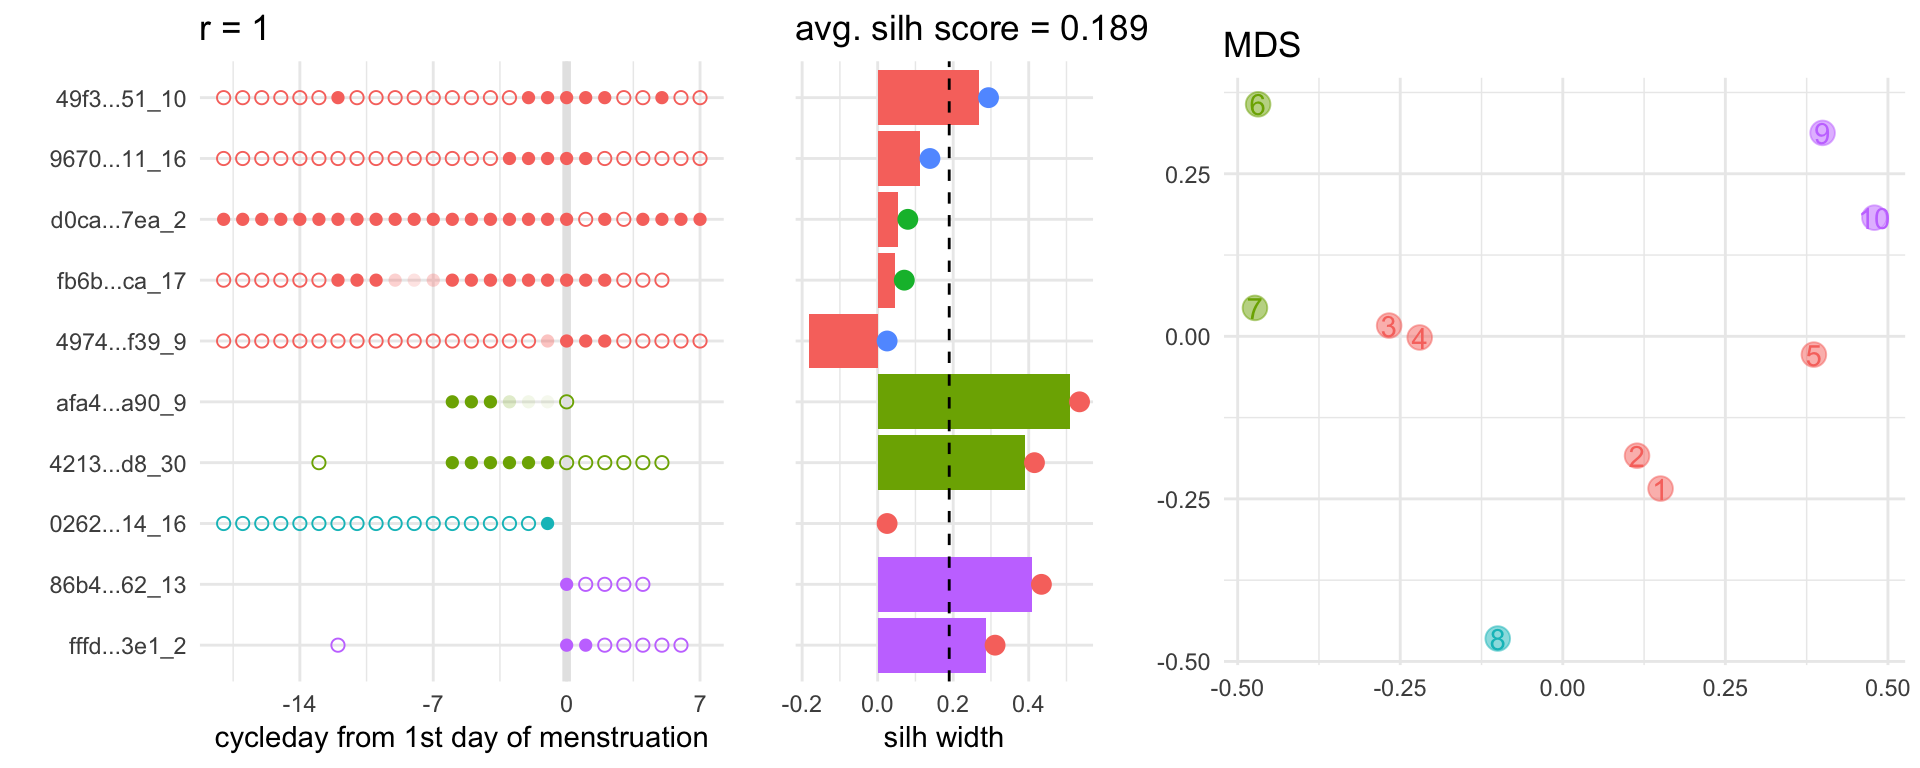 r = 1
49f3...51_10
9670...11_16
d0ca...7ea_2
fb6b...ca_17
4974...f39_9
afa4...a90_9
4213...d8_30
0262...14_16
86b4...62_13
fffd...3e1_2
-14 -7 0 7
cycleday from 1st day of menstruation
avg. silh score = 0.189
-0.2 0.0 0.2 0.4
silh width
MDS
0.25
0.00
-0.25
-0.50
6
9
10
7
3
4
5
2
1
8
-0.50 -0.25 0.00 0.25 0.50